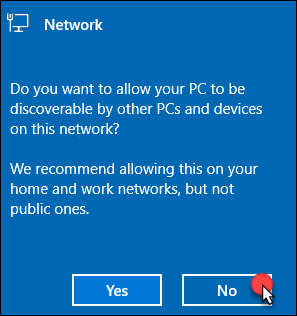 Network
Do you want to allow your PC to be
discoverable by other PCs and devices
on this network?
We recommend allowing this on your
home and work networks, but not
public ones.
Yes
No